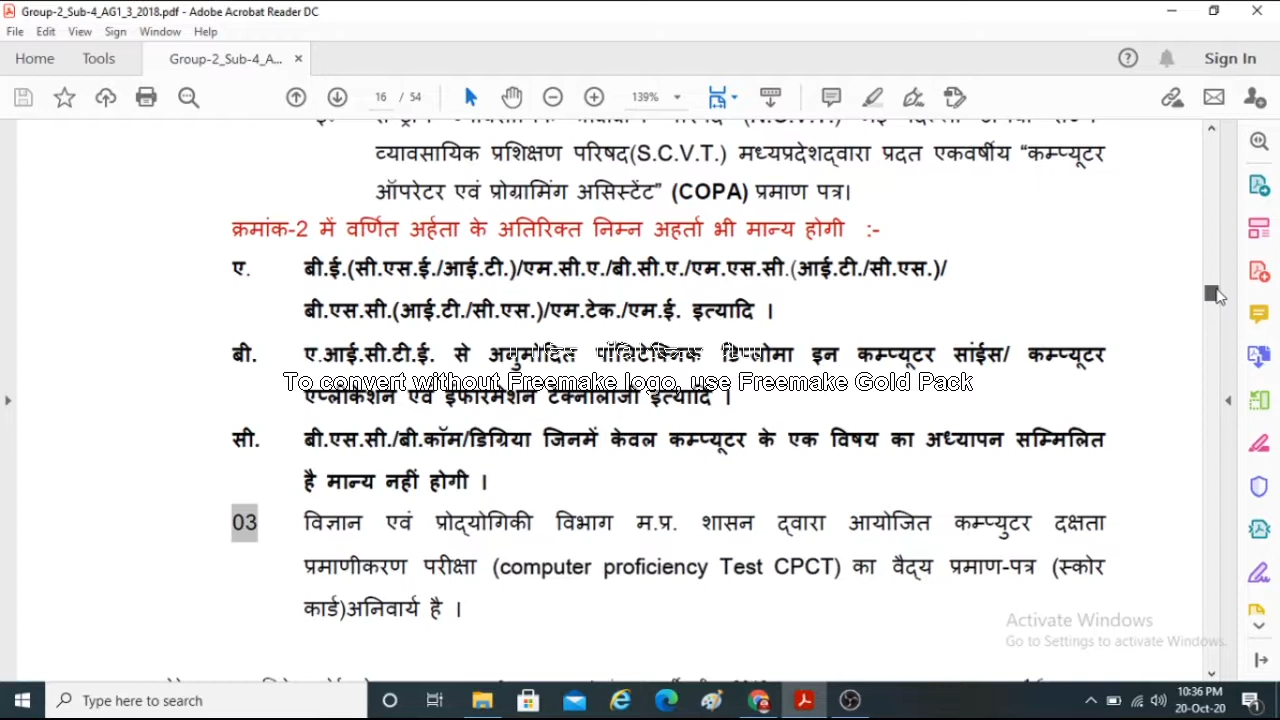 Group-2_Sub-4_AG1_3_2018.pdf - Adobe Acrobat Reader DC
File Edit View Sign Window Help
Home Tools Group-2_Sub-4_A... × Sign In
16 / 54 139%
व्यावसायिक प्रशिक्षण परिषद(S.C.V.T.) मध्यप्रदेशद्वारा प्रदत एकवर्षीय “कम्प्यूटर
ऑपरेटर एवं प्रोग्रामिंग असिस्टेंट” (COPA) प्रमाण पत्र।
क्रमांक-2 में वर्णित अर्हता के अतिरिक्त निम्न अहर्ता भी मान्य होगी :-
ए. बी.ई.(सी.एस.ई./आई.टी.)/एम.सी.ए./बी.सी.ए./एम.एस.सी.(आई.टी./सी.एस.)/
बी.एस.सी.(आई.टी./सी.एस.)/एम.टेक./एम.ई. इत्यादि ।
बी. ए.आई.सी.टी.ई. से अनुमोदित पॉलिटेक्निक डिप्लोमा इन कम्प्यूटर सांईस/ कम्प्यूटर
To convert without Freemake logo, use Freemake Gold Pack
एप्लीकेशन एवं इंफॉरमेशन टेक्नोलॉजी इत्यादि ।
सी. बी.एस.सी./बी.कॉम/डिग्रिया जिनमें केवल कम्प्यूटर के एक विषय का अध्यापन सम्मिलित
है मान्य नहीं होगी ।
03 विज्ञान एवं प्रोद्योगिकी विभाग म.प्र. शासन द्वारा आयोजित कम्प्युटर दक्षता
प्रमाणीकरण परीक्षा (computer proficiency Test CPCT) का वैद्य प्रमाण-पत्र (स्कोर
कार्ड)अनिवार्य है ।
Activate Windows
Go to Settings to activate Windows.
Type here to search
10:36 PM
20-Oct-20